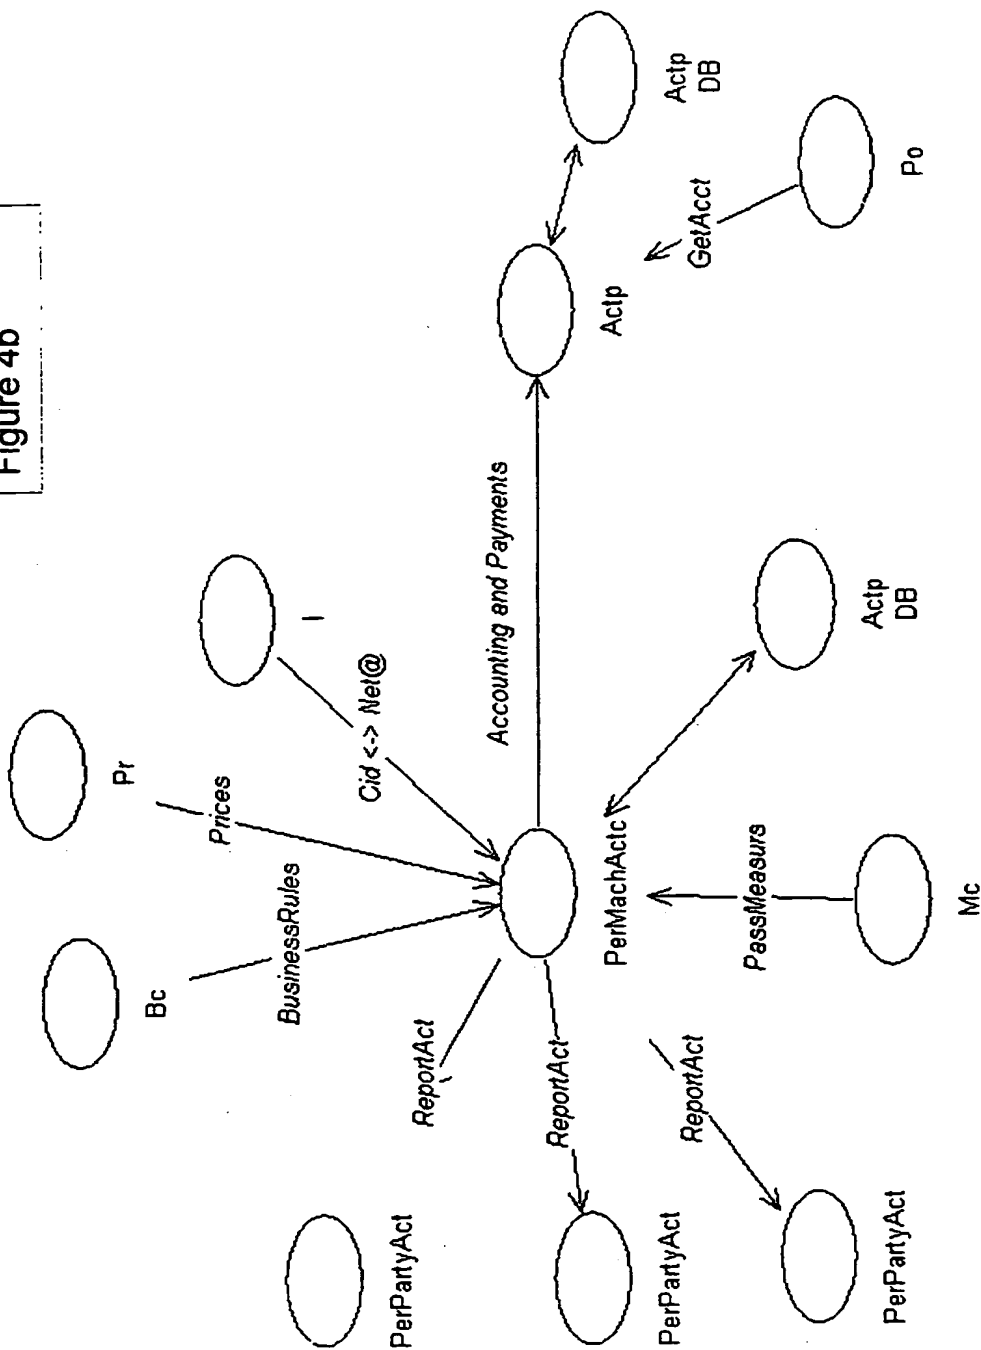 Figure 4b
Pr
Bc
Prices
BusinessRules
I
Cid <-> Net@
PerPartyAct
ReportAct
Accounting and Payments
ReportAct
Actp
PerMachActc
PerPartyAct
Actp
DB
ReportAct
GetAcct
PassMeasurs
Actp
DB
PerPartyAct
Po
Mc